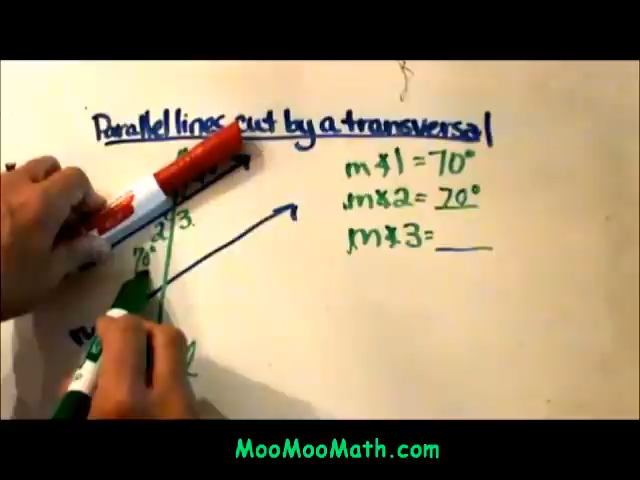 Parallel lines cut by a transversal
m∡1 = 70°
m∡2 = 70°
m∡3 = ___
2 3
70°
MooMooMath.com